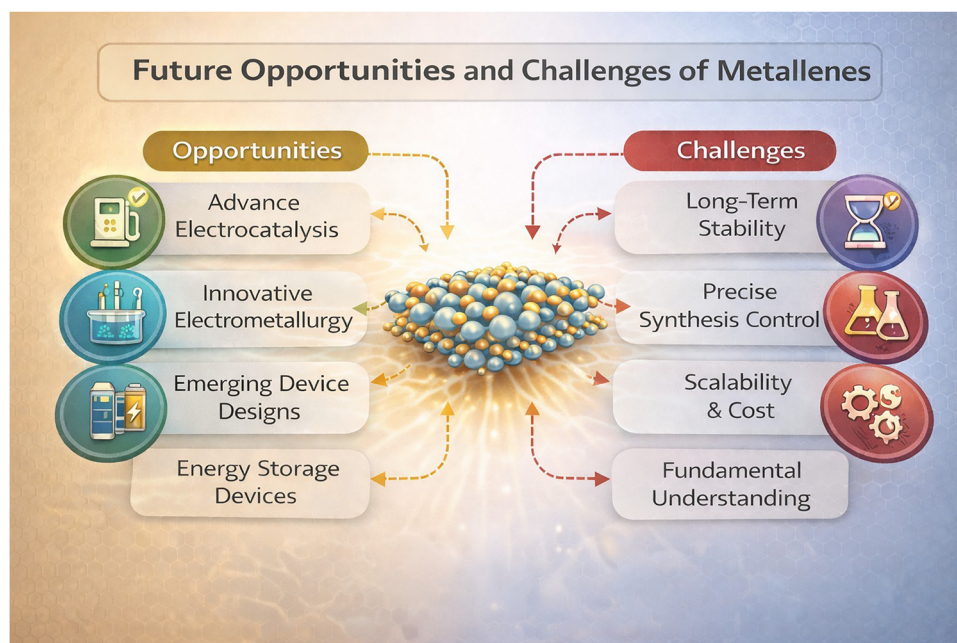 Future Opportunities and Challenges of Metallenes
Opportunities
Advance
Electrocatalysis
Innovative
Electrometallurgy
Emerging Device
Designs
Energy Storage
Devices
Challenges
Long-Term
Stability
Precise
Synthesis Control
Scalability
& Cost
Fundamental
Understanding